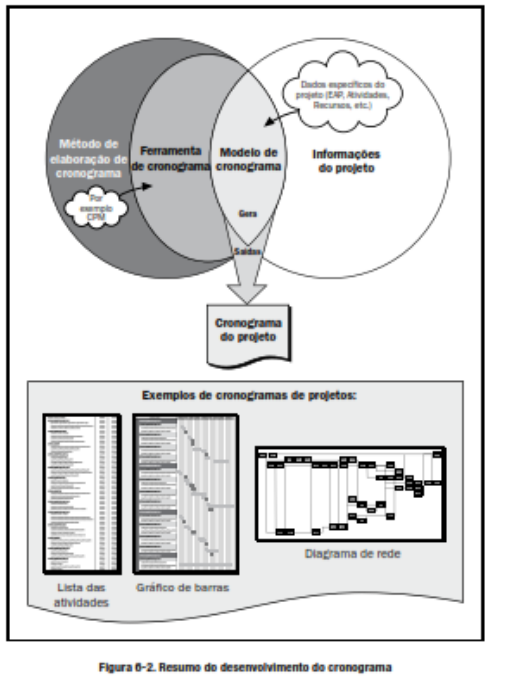 Dados específicos do
projeto (EAP, Atividades,
Recursos, etc.)
Método de
elaboração de
cronograma
Ferramenta
de cronograma
Modelo de
cronograma
Informações
do projeto
Por
exemplo
CPM
Gera
Saídas
Cronograma
do projeto
Exemplos de cronogramas de projetos:
Lista das
atividades
Gráfico de barras
Diagrama de rede
Figura 6-2. Resumo do desenvolvimento do cronograma